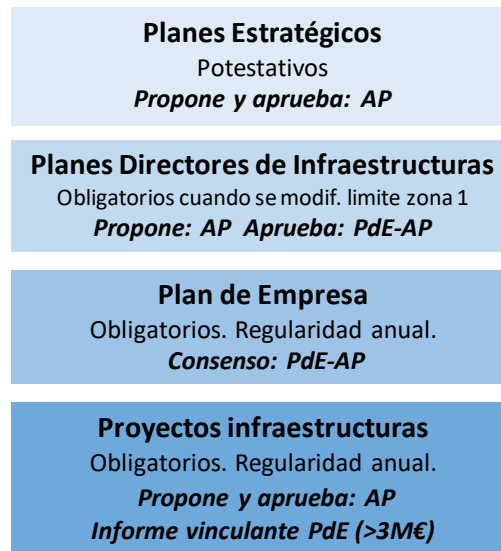 Planes Estratégicos
Potestativos
Propone y aprueba: AP
Planes Directores de Infraestructuras
Obligatorios cuando se modif. limite zona 1
Propone: AP Aprueba: PdE-AP
Plan de Empresa
Obligatorios. Regularidad anual.
Consenso: PdE-AP
Proyectos infraestructuras
Obligatorios. Regularidad anual.
Propone y aprueba: AP
Informe vinculante PdE (>3M€)